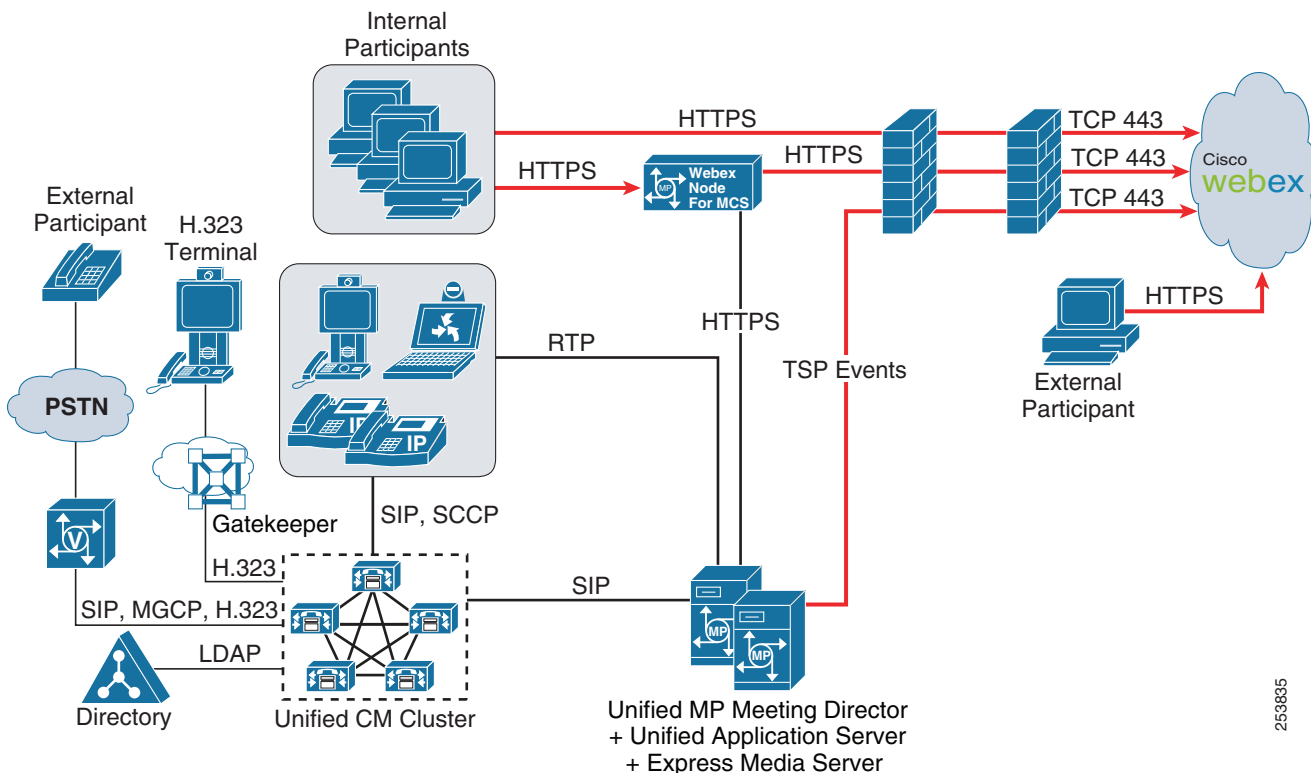 Internal
Participants
HTTPS
TCP 443
HTTPS
Webex
Node
For MCS
MP
HTTPS
TCP 443
TCP 443
Cisco
webex
External
Participant
H.323
Terminal
RTP
HTTPS
TSP Events
HTTPS
External
Participant
PSTN
IP
IP
Gatekeeper
SIP, SCCP
V
H.323
SIP, MGCP, H.323
SIP
MP
MP
LDAP
Directory
Unified CM Cluster
Unified MP Meeting Director
+ Unified Application Server
+ Express Media Server
253835